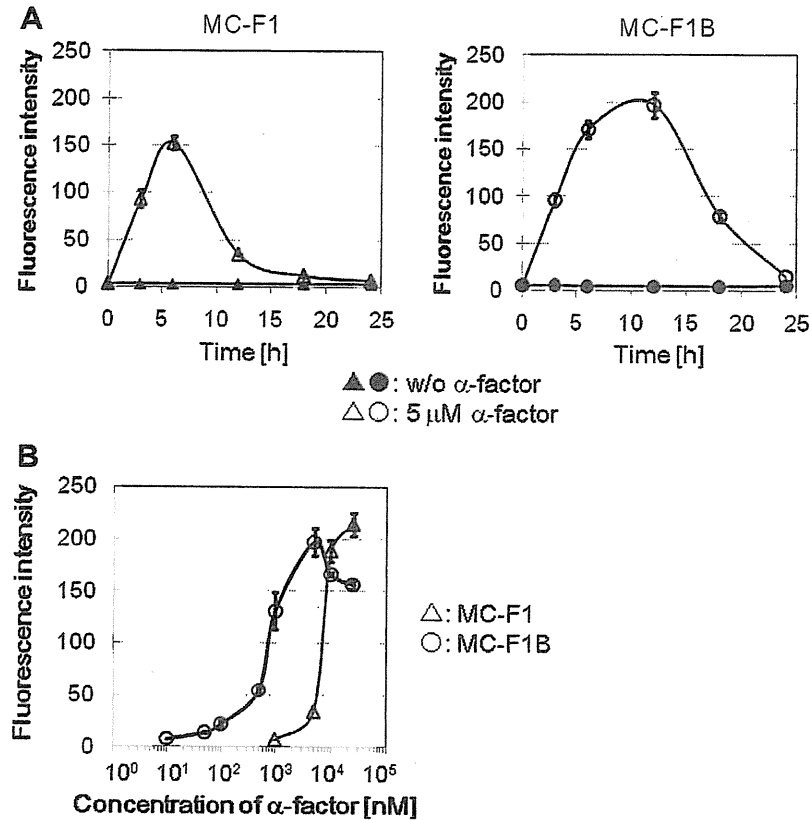 A
MC-F1
MC-F1B
Fluorescence intensity
250
200
150
100
50
0
0 5 10 15 20 25
Time [h]
Fluorescence intensity
250
200
150
100
50
0
0 5 10 15 20 25
Time [h]
▲●: w/o α-factor
△○: 5 μM α-factor
B
Fluorescence intensity
250
200
150
100
50
0
10⁰ 10¹ 10² 10³ 10⁴ 10⁵
Concentration of α-factor [nM]
△: MC-F1
○: MC-F1B